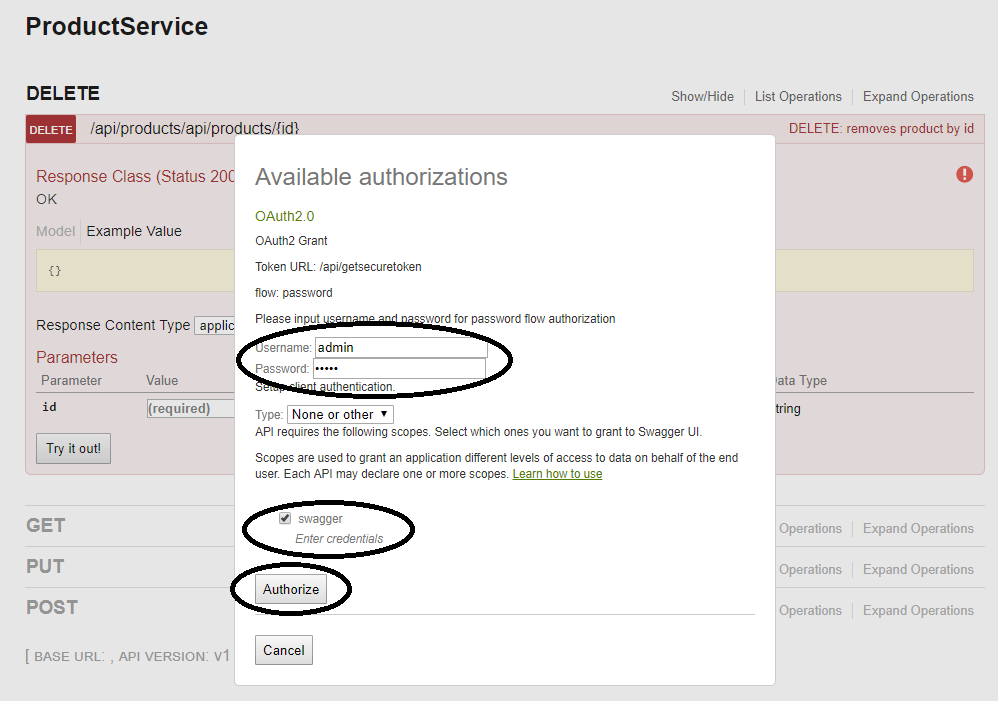 ProductService
DELETE
Show/Hide List Operations Expand Operations
DELETE /api/products/api/products/{id} DELETE: removes product by id
Available authorizations
Response Class (Status 200
OK
OAuth2.0
Model Example Value
OAuth2 Grant
Token URL: /api/getsecuretoken
{}
flow: password
Please input username and password for password flow authorization
Response Content Type applic
Username: admin
Parameters
Password: •••••
Parameter Value Data Type
Setup client authentication.
id (required) tring
Type: None or other
API requires the following scopes. Select which ones you want to grant to Swagger UI.
Try it out!
Scopes are used to grant an application different levels of access to data on behalf of the end
user. Each API may declare one or more scopes. Learn how to use
swagger
Enter credentials
GET Operations Expand Operations
PUT Operations Expand Operations
Authorize
POST Operations Expand Operations
Cancel
[ BASE URL: , API VERSION: V1